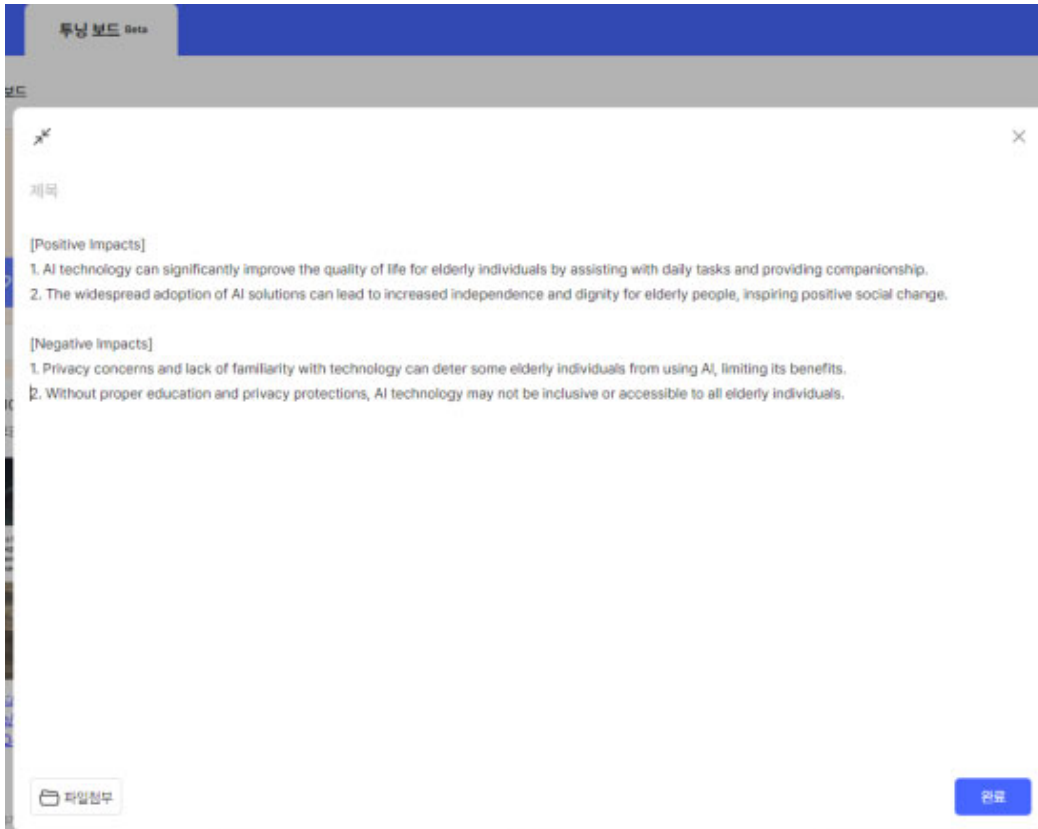 투닝 보드 Beta
보드
제목
[Positive Impacts]
1. AI technology can significantly improve the quality of life for elderly individuals by assisting with daily tasks and providing companionship.
2. The widespread adoption of AI solutions can lead to increased independence and dignity for elderly people, inspiring positive social change.
[Negative Impacts]
1. Privacy concerns and lack of familiarity with technology can deter some elderly individuals from using AI, limiting its benefits.
2. Without proper education and privacy protections, AI technology may not be inclusive or accessible to all elderly individuals.
파일첨부
완료